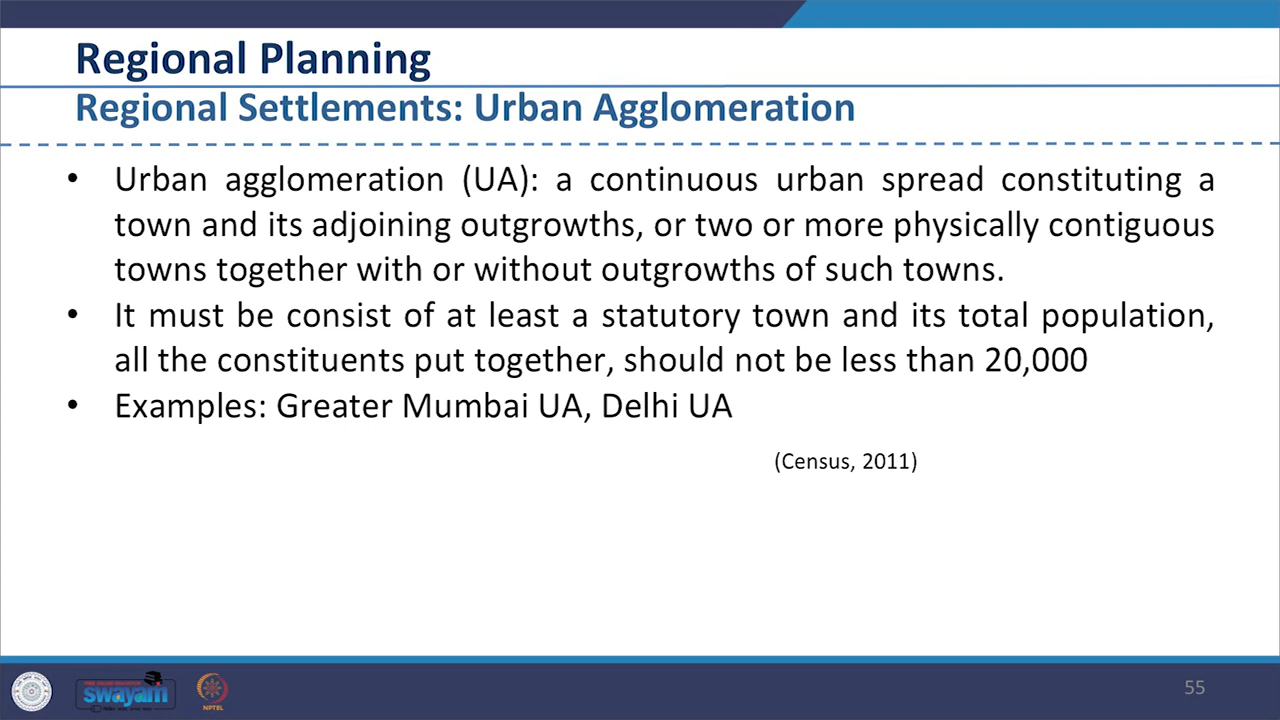 Regional Planning
Regional Settlements: Urban Agglomeration
• Urban agglomeration (UA): a continuous urban spread constituting a
town and its adjoining outgrowths, or two or more physically contiguous
towns together with or without outgrowths of such towns.
• It must be consist of at least a statutory town and its total population,
all the constituents put together, should not be less than 20,000
• Examples: Greater Mumbai UA, Delhi UA
(Census, 2011)
swayam
NPTEL
55